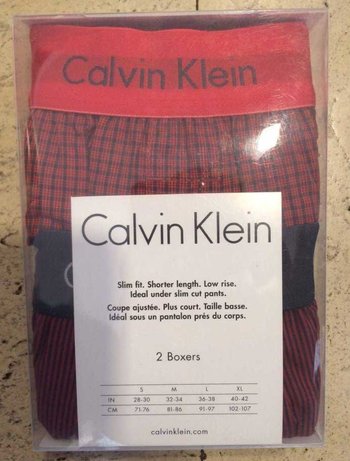 Calvin Klein
Calvin Klein
Slim fit. Shorter length. Low rise.
Ideal under slim cut pants.
Coupe ajustée. Plus court. Taille basse.
Idéal sous un pantalon près du corps.
2 Boxers
S M L XL
IN 28-30 32-34 36-38 40-42
CM 71-76 81-86 91-97 102-107
calvinklein.com